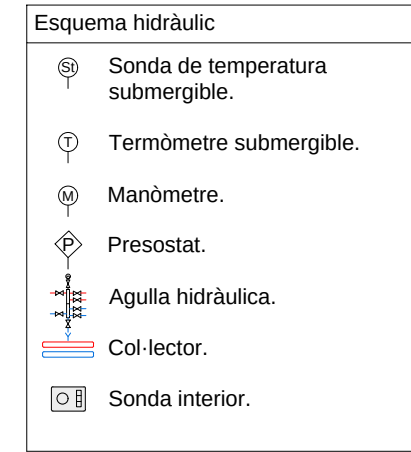 Esquema hidràulic
St Sonda de temperatura
submergible.
T Termòmetre submergible.
M Manòmetre.
P Presostat.
Agulla hidràulica.
Col·lector.
Sonda interior.